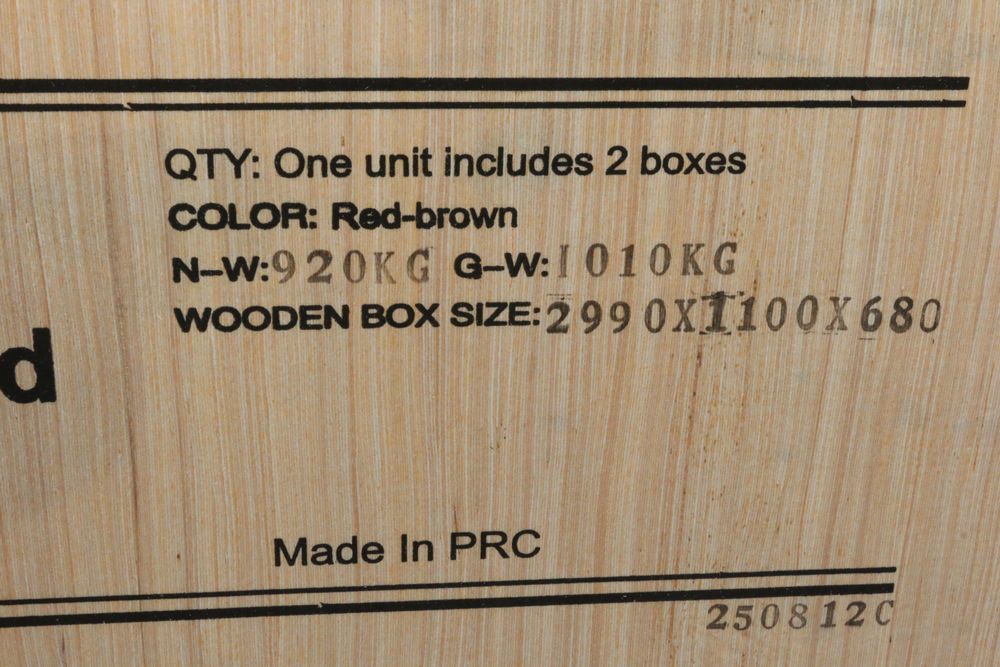 QTY: One unit includes 2 boxes
COLOR: Red-brown
N-W:920KG G-W:1010KG
WOODEN BOX SIZE:2990X1100X680
d
Made In PRC
250812C